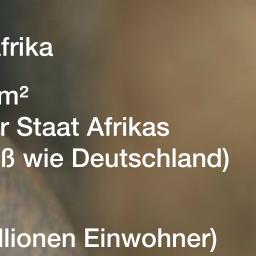 frika
m²
r Staat Afrikas
ß wie Deutschland)
llionen Einwohner)